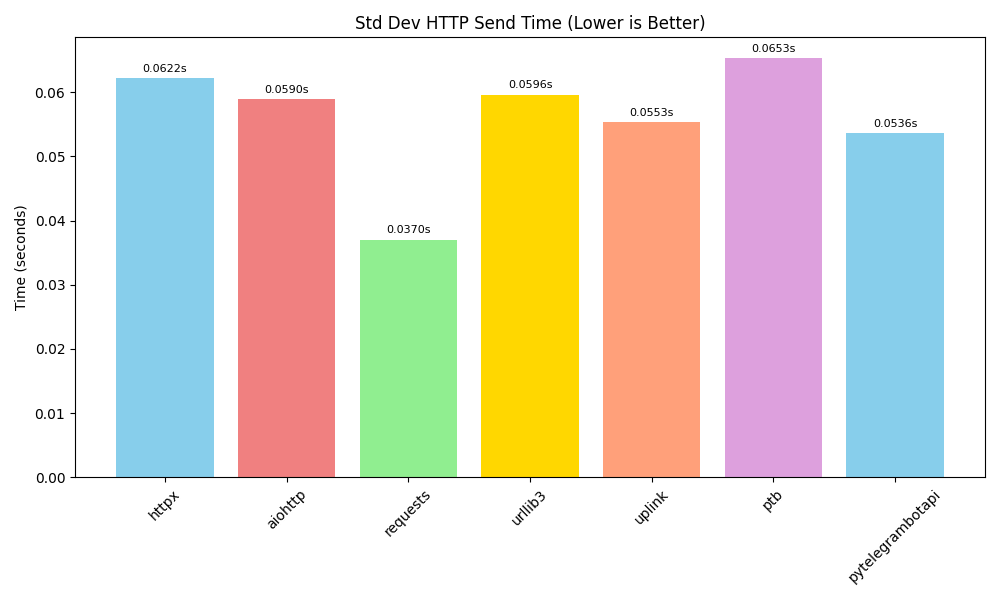 Std Dev HTTP Send Time (Lower is Better)
Time (seconds)
0.06
0.05
0.04
0.03
0.02
0.01
0.00
0.0622s
0.0590s
0.0370s
0.0596s
0.0553s
0.0653s
0.0536s
httpx
aiohttp
requests
urllib3
uplink
ptb
pytelegrambotapi